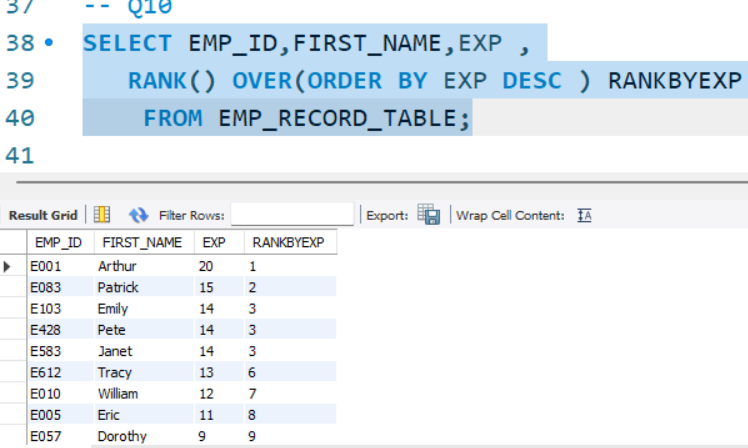 37 -- Q10
38 SELECT EMP_ID,FIRST_NAME,EXP ,
39 RANK() OVER(ORDER BY EXP DESC ) RANKBYEXP
40 FROM EMP_RECORD_TABLE;
41
Result Grid Filter Rows: Export: Wrap Cell Content: IA
EMP_ID FIRST_NAME EXP RANKBYEXP
E001 Arthur 20 1
E083 Patrick 15 2
E103 Emily 14 3
E428 Pete 14 3
E583 Janet 14 3
E612 Tracy 13 6
E010 William 12 7
E005 Eric 11 8
E057 Dorothy 9 9